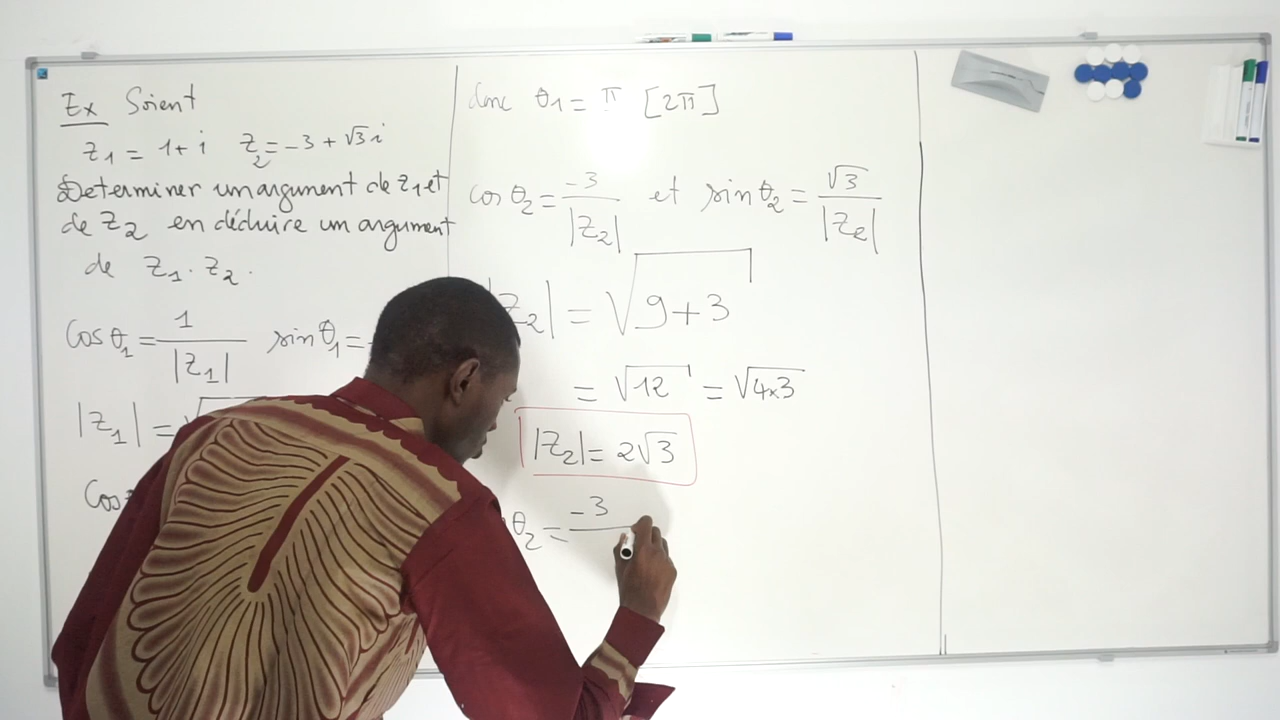 Ex Soient
z1 = 1 + i z2 = -3 + √3 i
Determiner un argument de z1 et
de z2 en déduire un argument
de z1 . z2 .
cos θ1 = 1 / |z1| sin θ1 =
|z1| = √
Cos
donc θ1 = π [2π]
cos θ2 = -3 / |z2| et sin θ2 = √3 / |z2|
z2| = √9+3
= √12 = √4×3
|z2| = 2√3
θ2 = -3